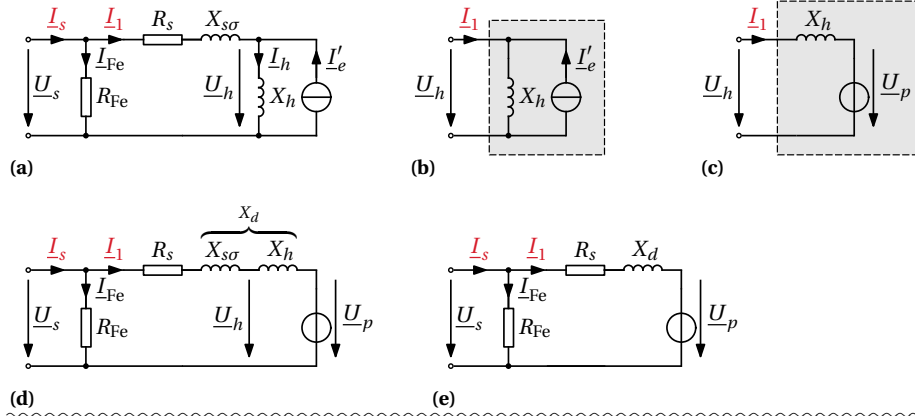 I_s I_1 R_s X_sσ
I_Fe I_h I'_e
U_s R_Fe U_h X_h
(a)
I_1
I'_e
U_h X_h
(b)
I_1 X_h
U_h U_p
(c)
X_d
I_s I_1 R_s X_sσ X_h
I_Fe
U_s R_Fe U_h U_p
(d)
I_s I_1 R_s X_d
I_Fe
U_s R_Fe U_p
(e)